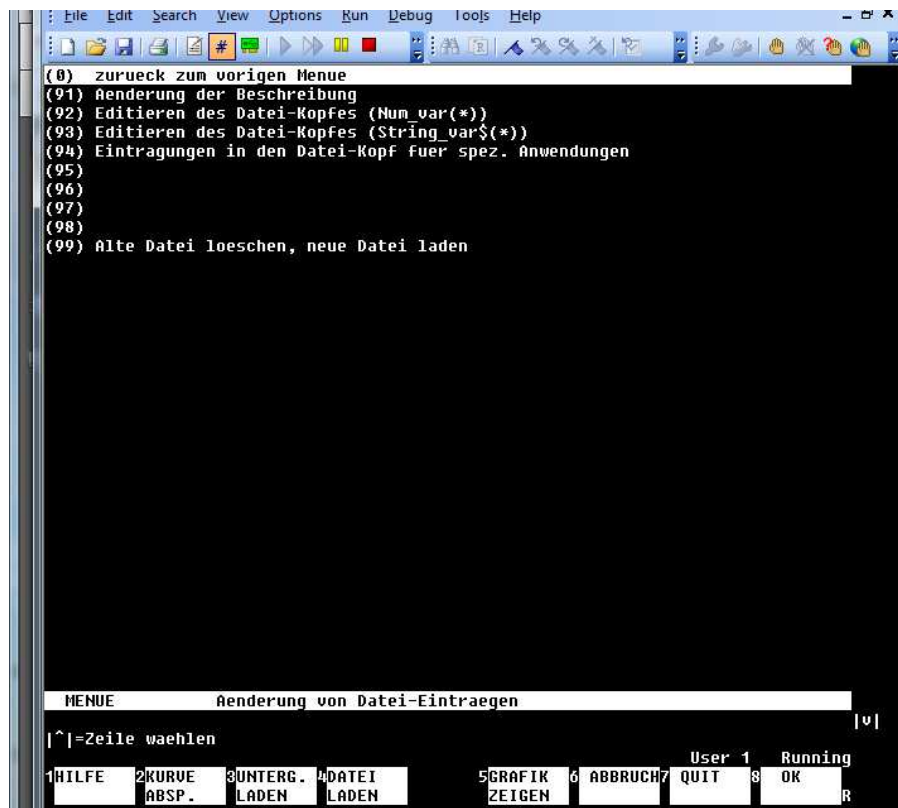 File Edit Search View Options Run Debug Tools Help
(0) zurueck zum vorigen Menue
(91) Aenderung der Beschreibung
(92) Editieren des Datei-Kopfes (Num_var(*))
(93) Editieren des Datei-Kopfes (String_var$(*))
(94) Eintragungen in den Datei-Kopf fuer spez. Anwendungen
(95)
(96)
(97)
(98)
(99) Alte Datei loeschen, neue Datei laden
MENUE Aenderung von Datei-Eintraegen
|v|
|^|=Zeile waehlen
User 1 Running
1HILFE 2KURVE 3UNTERG. 4DATEI 5GRAFIK 6 ABBRUCH7 QUIT 8 OK
ABSP. LADEN LADEN ZEIGEN R